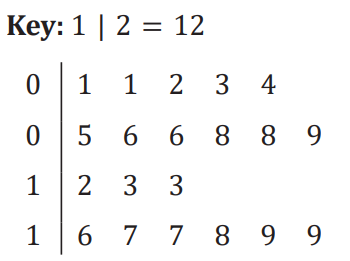 Key: 1 | 2 = 12
0 | 1 1 2 3 4
0 | 5 6 6 8 8 9
1 | 2 3 3
1 | 6 7 7 8 9 9